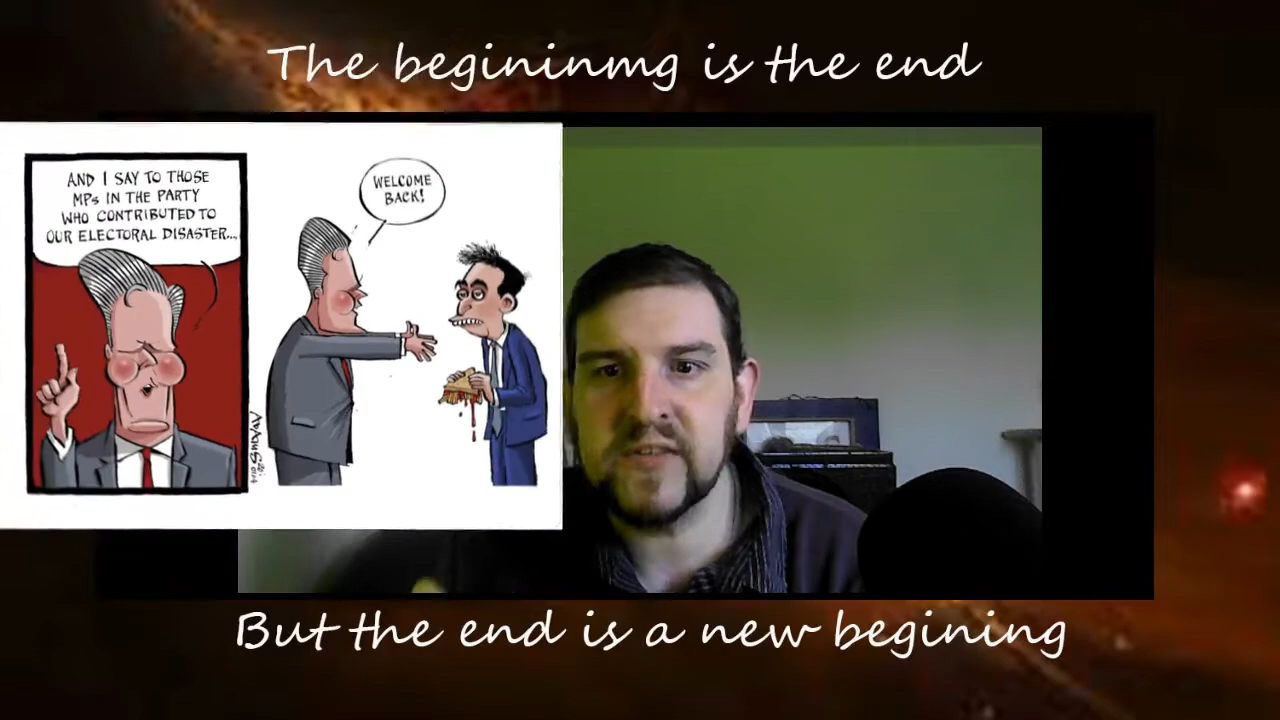 The begininmg is the end
AND I SAY TO THOSE
MPs IN THE PARTY
WHO CONTRIBUTED TO
OUR ELECTORAL DISASTER...
WELCOME
BACK!
But the end is a new begining